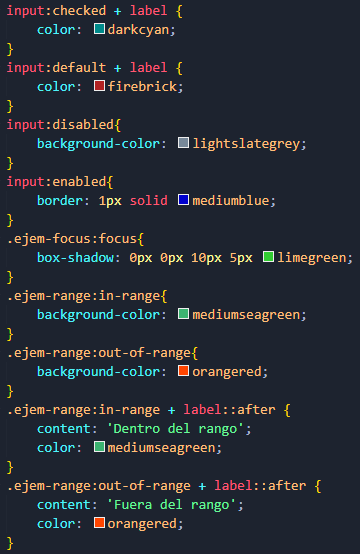 input:checked + label {
    color: darkcyan;
}
input:default + label {
    color: firebrick;
}
input:disabled{
    background-color: lightslategrey;
}
input:enabled{
    border: 1px solid mediumblue;
}
.ejem-focus:focus{
    box-shadow: 0px 0px 10px 5px limegreen;
}
.ejem-range:in-range{
    background-color: mediumseagreen;
}
.ejem-range:out-of-range{
    background-color: orangered;
}
.ejem-range:in-range + label::after {
    content: 'Dentro del rango';
    color: mediumseagreen;
}
.ejem-range:out-of-range + label::after {
    content: 'Fuera del rango';
    color: orangered;
}